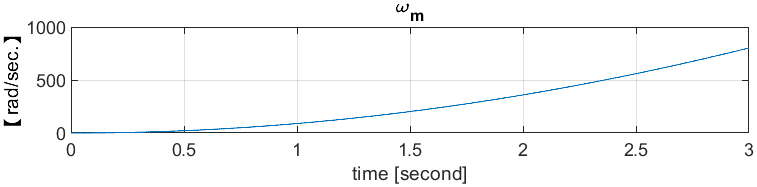 ω_m
【 rad/sec.】
1000
500
0
0 0.5 1 1.5 2 2.5 3
time [second]